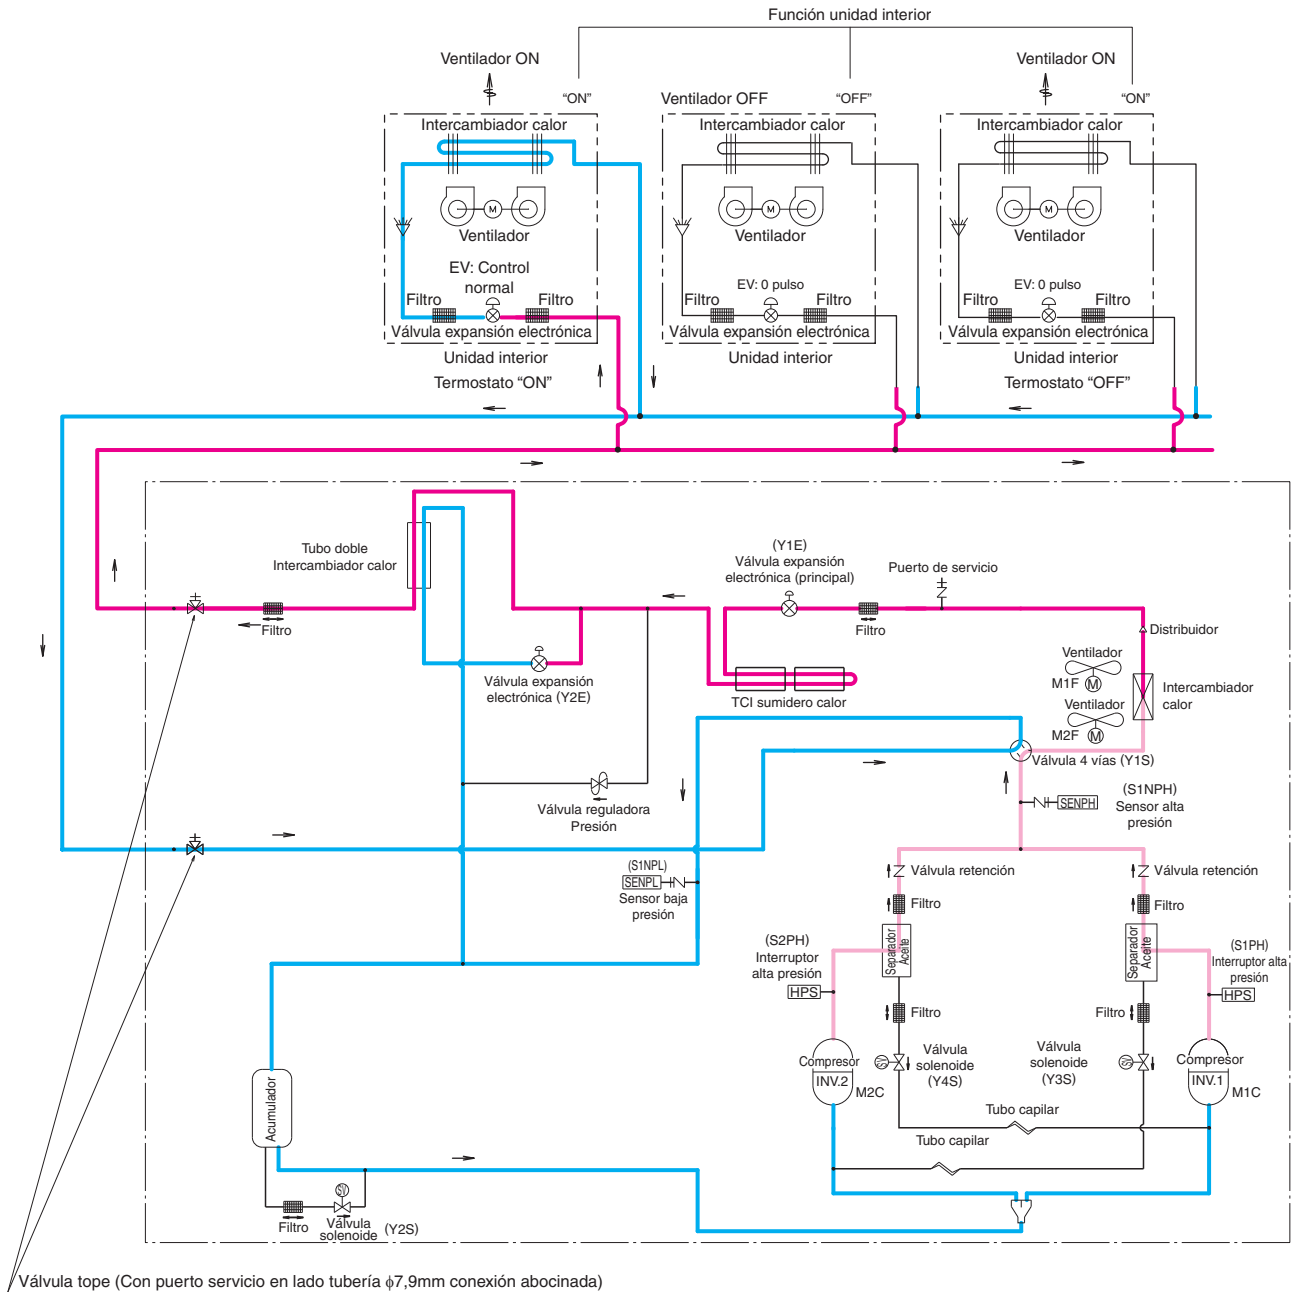 Función unidad interior
Ventilador ON
"ON"
Ventilador OFF
"OFF"
Ventilador ON
"ON"
Intercambiador calor
Intercambiador calor
Intercambiador calor
M
M
M
Ventilador
Ventilador
Ventilador
EV: Control
normal
EV: 0 pulso
EV: 0 pulso
Filtro
Filtro
Filtro
Filtro
Filtro
Filtro
Válvula expansión electrónica
Válvula expansión electrónica
Válvula expansión electrónica
Unidad interior
Unidad interior
Unidad interior
Termostato "ON"
Termostato "OFF"
Tubo doble
Intercambiador calor
(Y1E)
Válvula expansión
electrónica (principal)
Puerto de servicio
Filtro
Filtro
Distribuidor
Ventilador
M1F
M
Intercambiador
calor
Ventilador
M2F
M
Válvula expansión
electrónica (Y2E)
TCI sumidero calor
Válvula 4 vías (Y1S)
(S1NPH)
SENPH
Sensor alta
presión
Válvula reguladora
Presión
(S1NPL)
SENPL
Sensor baja
presión
Válvula retención
Válvula retención
Filtro
Filtro
Separador
Aceite
Separador
Aceite
(S2PH)
Interruptor
alta presión
HPS
(S1PH)
Interruptor alta
presión
HPS
Filtro
Filtro
Compresor
INV.2
M2C
SV
Válvula
solenoide
(Y4S)
Válvula
solenoide
(Y3S)
SV
Compresor
INV.1
M1C
Tubo capilar
Tubo capilar
Acumulador
SV
Filtro
Válvula
solenoide
(Y2S)
Válvula tope (Con puerto servicio en lado tubería ϕ7,9mm conexión abocinada)